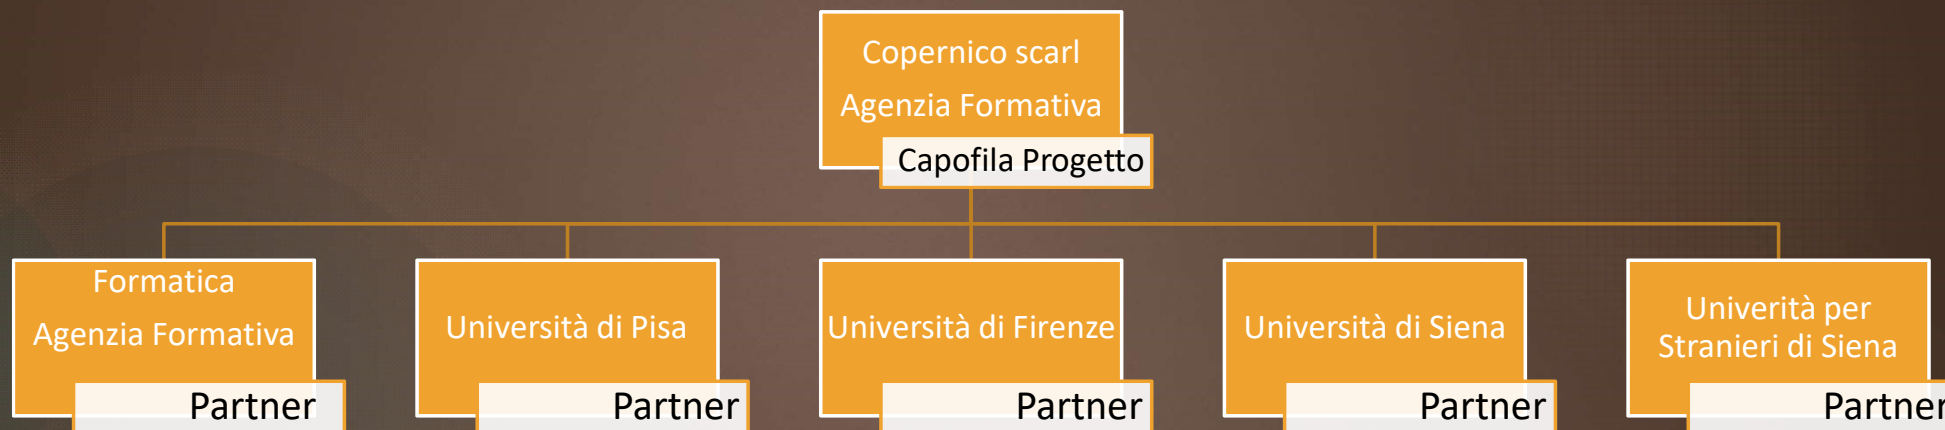 Copernico scarl
Agenzia Formativa
Capofila Progetto
Formatica
Agenzia Formativa
Partner
Università di Pisa
Partner
Università di Firenze
Partner
Università di Siena
Partner
Univerità per
Stranieri di Siena
Partner